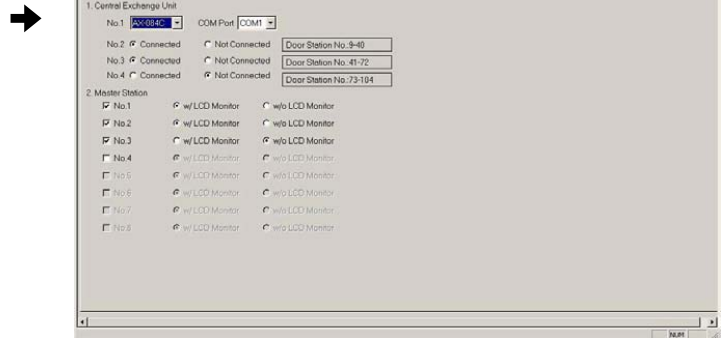 1. Central Exchange Unit
No.1 AX-084C COM Port COM1
No.2 Connected Not Connected Door Station No.:9-40
No.3 Connected Not Connected Door Station No.:41-72
No.4 Connected Not Connected Door Station No.:73-104
2. Master Station
No.1 w/ LCD Monitor w/o LCD Monitor
No.2 w/ LCD Monitor w/o LCD Monitor
No.3 w/ LCD Monitor w/o LCD Monitor
No.4 w/ LCD Monitor w/o LCD Monitor
No.5 w/ LCD Monitor w/o LCD Monitor
No.6 w/ LCD Monitor w/o LCD Monitor
No.7 w/ LCD Monitor w/o LCD Monitor
No.8 w/ LCD Monitor w/o LCD Monitor
NUM